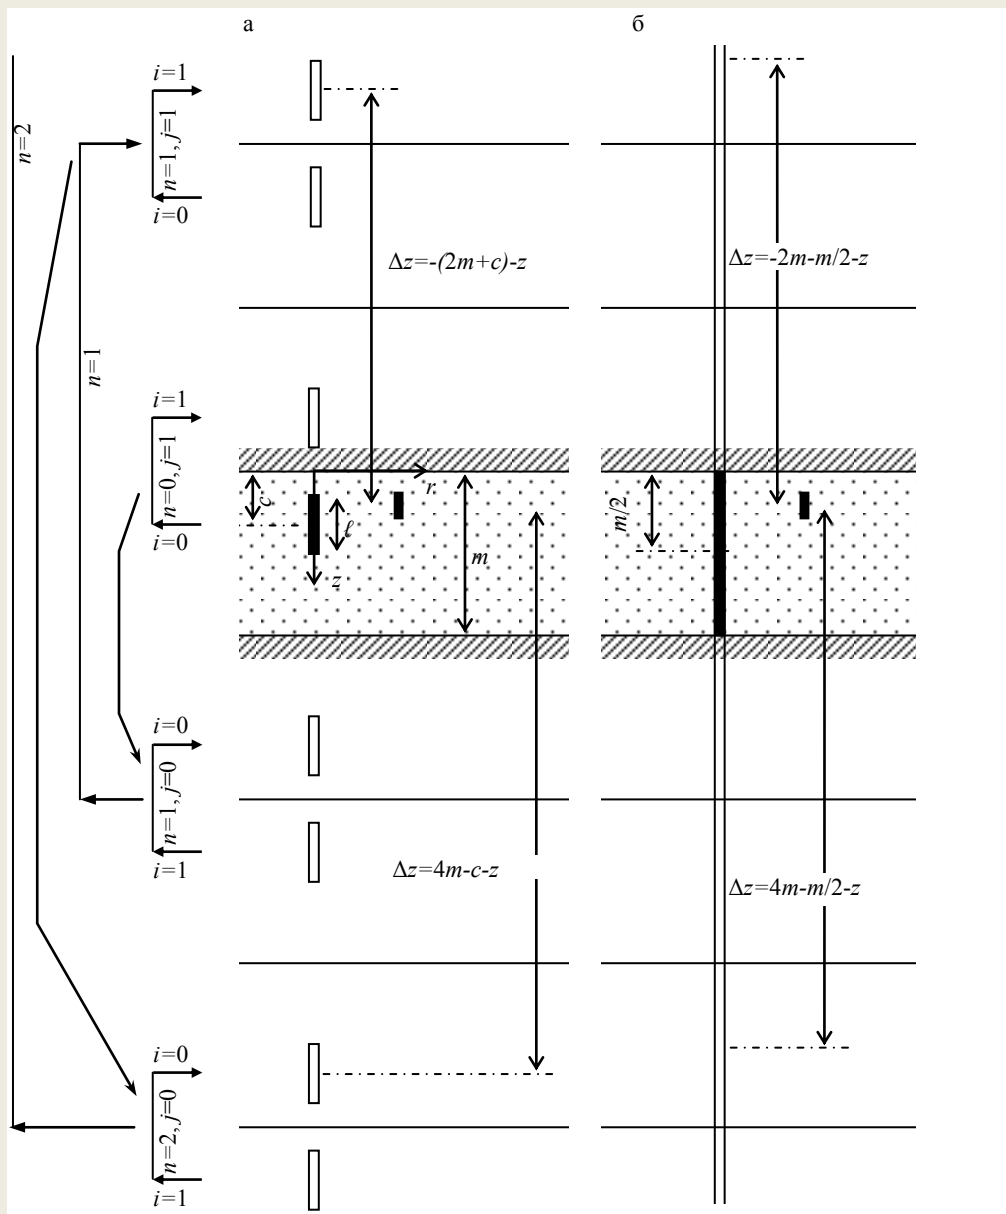 а
б
i=1
n=1, j=1
i=0
n=2
Δz=-(2m+c)-z
Δz=-2m-m/2-z
n=1
i=1
n=0, j=1
i=0
c
r
ℓ
z
m
m/2
i=0
n=1, j=0
i=1
Δz=4m-c-z
Δz=4m-m/2-z
i=0
n=2, j=0
i=1